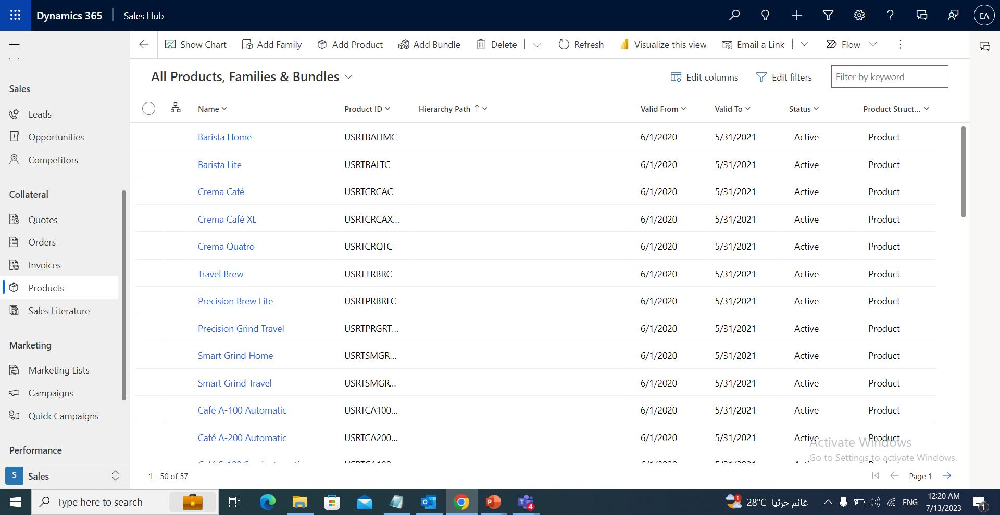 Dynamics 365 Sales Hub EA
Show Chart Add Family Add Product Add Bundle Delete Refresh Visualize this view Email a Link Flow
All Products, Families & Bundles Edit columns Edit filters Filter by keyword
Name Product ID Hierarchy Path Valid From Valid To Status Product Struct...
Barista Home USRTBAHMC 6/1/2020 5/31/2021 Active Product
Barista Lite USRTBALTC 6/1/2020 5/31/2021 Active Product
Crema Café USRTCRCAC 6/1/2020 5/31/2021 Active Product
Crema Café XL USRTCRCAX... 6/1/2020 5/31/2021 Active Product
Crema Quatro USRTCRQTC 6/1/2020 5/31/2021 Active Product
Travel Brew USRTTRBRC 6/1/2020 5/31/2021 Active Product
Precision Brew Lite USRTPRBRLC 6/1/2020 5/31/2021 Active Product
Precision Grind Travel USRTPRGRT... 6/1/2020 5/31/2021 Active Product
Smart Grind Home USRTSMGR... 6/1/2020 5/31/2021 Active Product
Smart Grind Travel USRTSMGR... 6/1/2020 5/31/2021 Active Product
Café A-100 Automatic USRTCA100... 6/1/2020 5/31/2021 Active Product
Café A-200 Automatic USRTCA200... 6/1/2020 5/31/2021 Active Product
1 - 50 of 57 Page 1
Sales
Leads
Opportunities
Competitors
Collateral
Quotes
Orders
Invoices
Products
Sales Literature
Marketing
Marketing Lists
Campaigns
Quick Campaigns
Performance
S Sales
Activate Windows
Go to Settings to activate Windows.
Type here to search 4 1 28°C غائم جزئيًا ENG 12:20 AM 1
7/13/2023